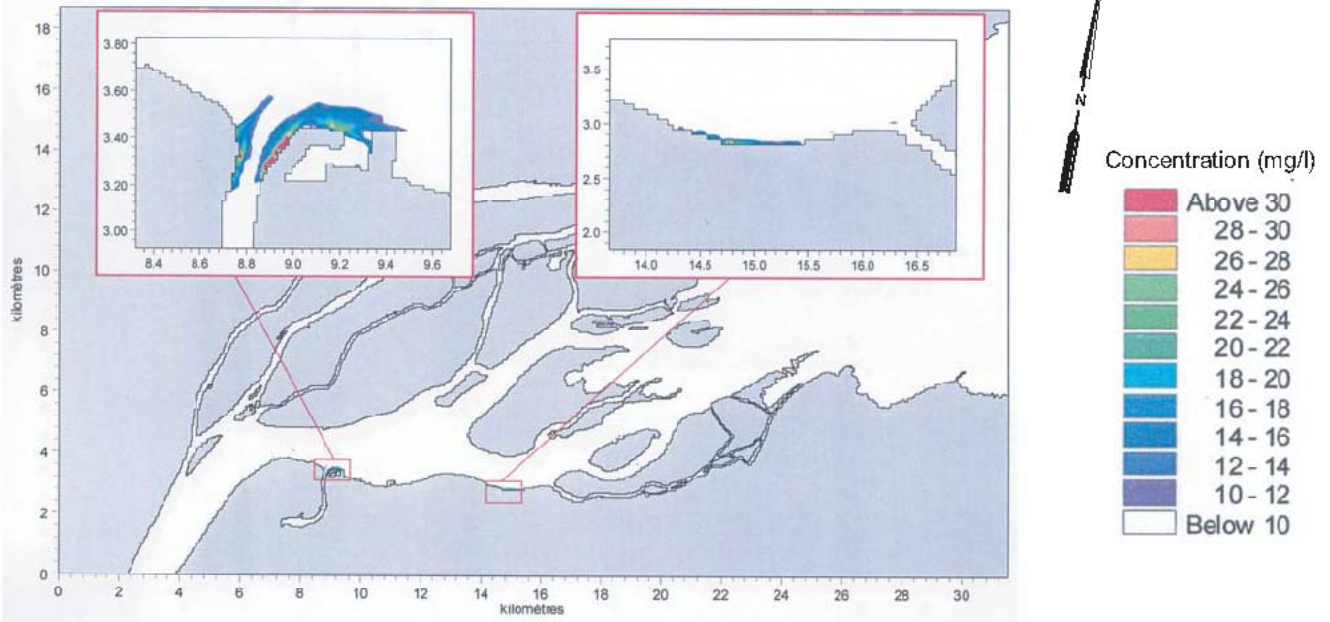 18
16
14
12
10
8
6
4
2
0
kilomètres
0 2 4 6 8 10 12 14 16 18 20 22 24 26 28 30
kilomètres
3.80
3.60
3.40
3.20
3.00
8.4 8.6 8.8 9.0 9.2 9.4 9.6
3.5
3.0
2.5
2.0
14.0 14.5 15.0 15.5 16.0 16.5
N
Concentration (mg/l)
Above 30
28 - 30
26 - 28
24 - 26
22 - 24
20 - 22
18 - 20
16 - 18
14 - 16
12 - 14
10 - 12
Below 10